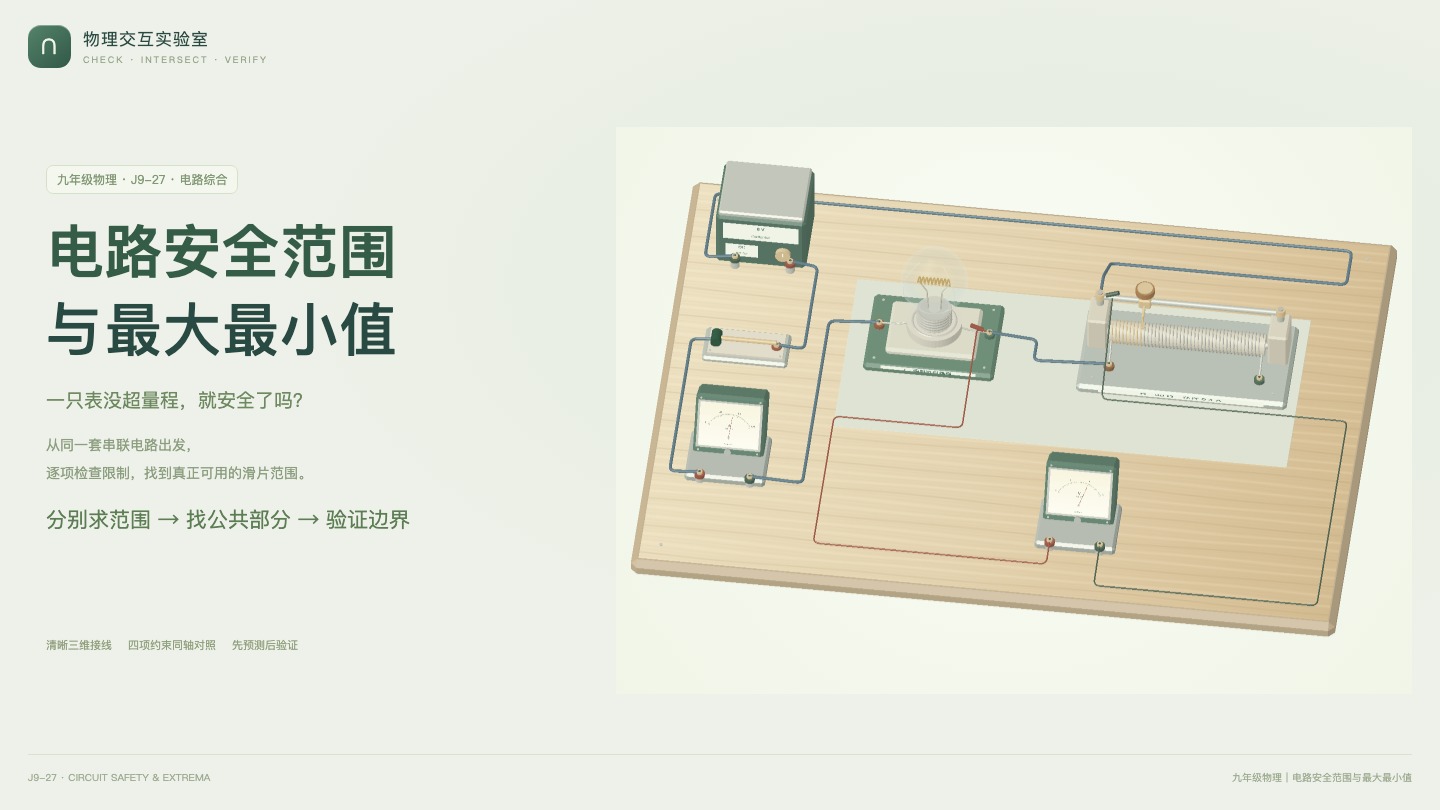 物理交互实验室
CHECK · INTERSECT · VERIFY
九年级物理 · J9–27 · 电路综合
电路安全范围
与最大最小值
一只表没超量程，就安全了吗？
从同一套串联电路出发，
逐项检查限制，找到真正可用的滑片范围。
分别求范围 → 找公共部分 → 验证边界
清晰三维接线 四项约束同轴对照 先预测后验证
J9–27 · CIRCUIT SAFETY & EXTREMA
九年级物理｜电路安全范围与最大最小值